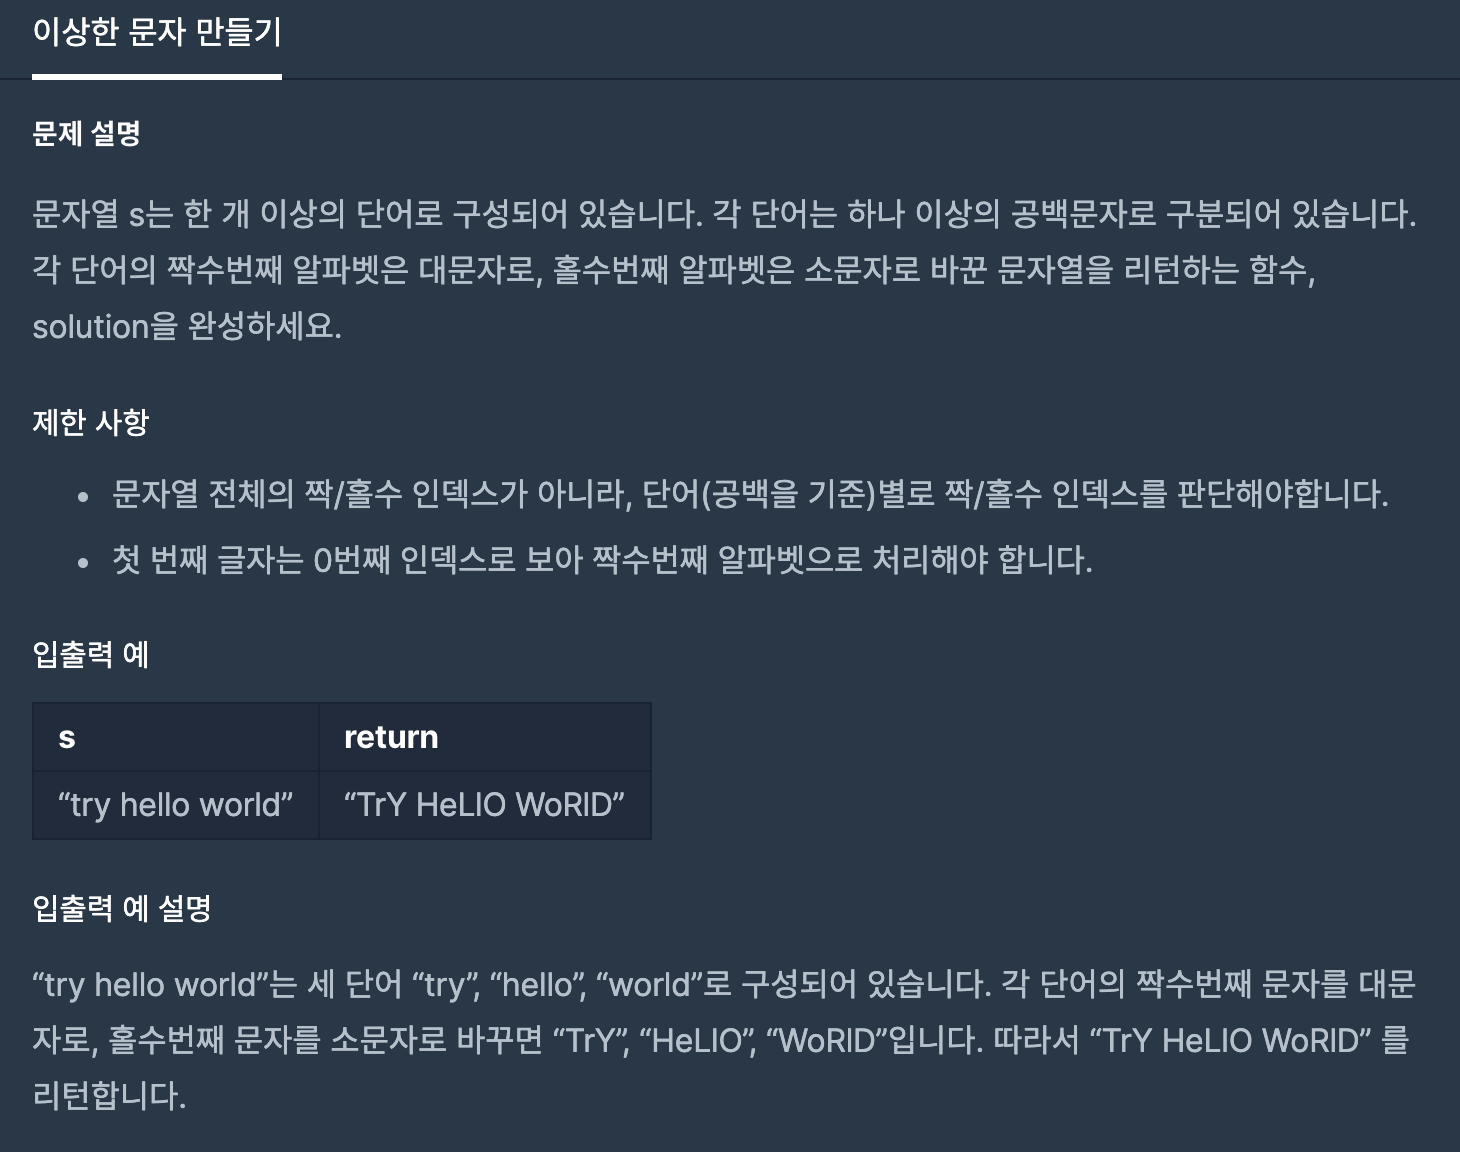 이상한 문자 만들기
문제 설명
문자열 s는 한 개 이상의 단어로 구성되어 있습니다. 각 단어는 하나 이상의 공백문자로 구분되어 있습니다.
각 단어의 짝수번째 알파벳은 대문자로, 홀수번째 알파벳은 소문자로 바꾼 문자열을 리턴하는 함수,
solution을 완성하세요.
제한 사항
• 문자열 전체의 짝/홀수 인덱스가 아니라, 단어(공백을 기준)별로 짝/홀수 인덱스를 판단해야합니다.
• 첫 번째 글자는 0번째 인덱스로 보아 짝수번째 알파벳으로 처리해야 합니다.
입출력 예
s return
“try hello world” “TrY HeLlO WoRlD”
입출력 예 설명
“try hello world”는 세 단어 “try”, “hello”, “world”로 구성되어 있습니다. 각 단어의 짝수번째 문자를 대문
자로, 홀수번째 문자를 소문자로 바꾸면 “TrY”, “HeLlO”, “WoRlD”입니다. 따라서 “TrY HeLlO WoRlD” 를
리턴합니다.